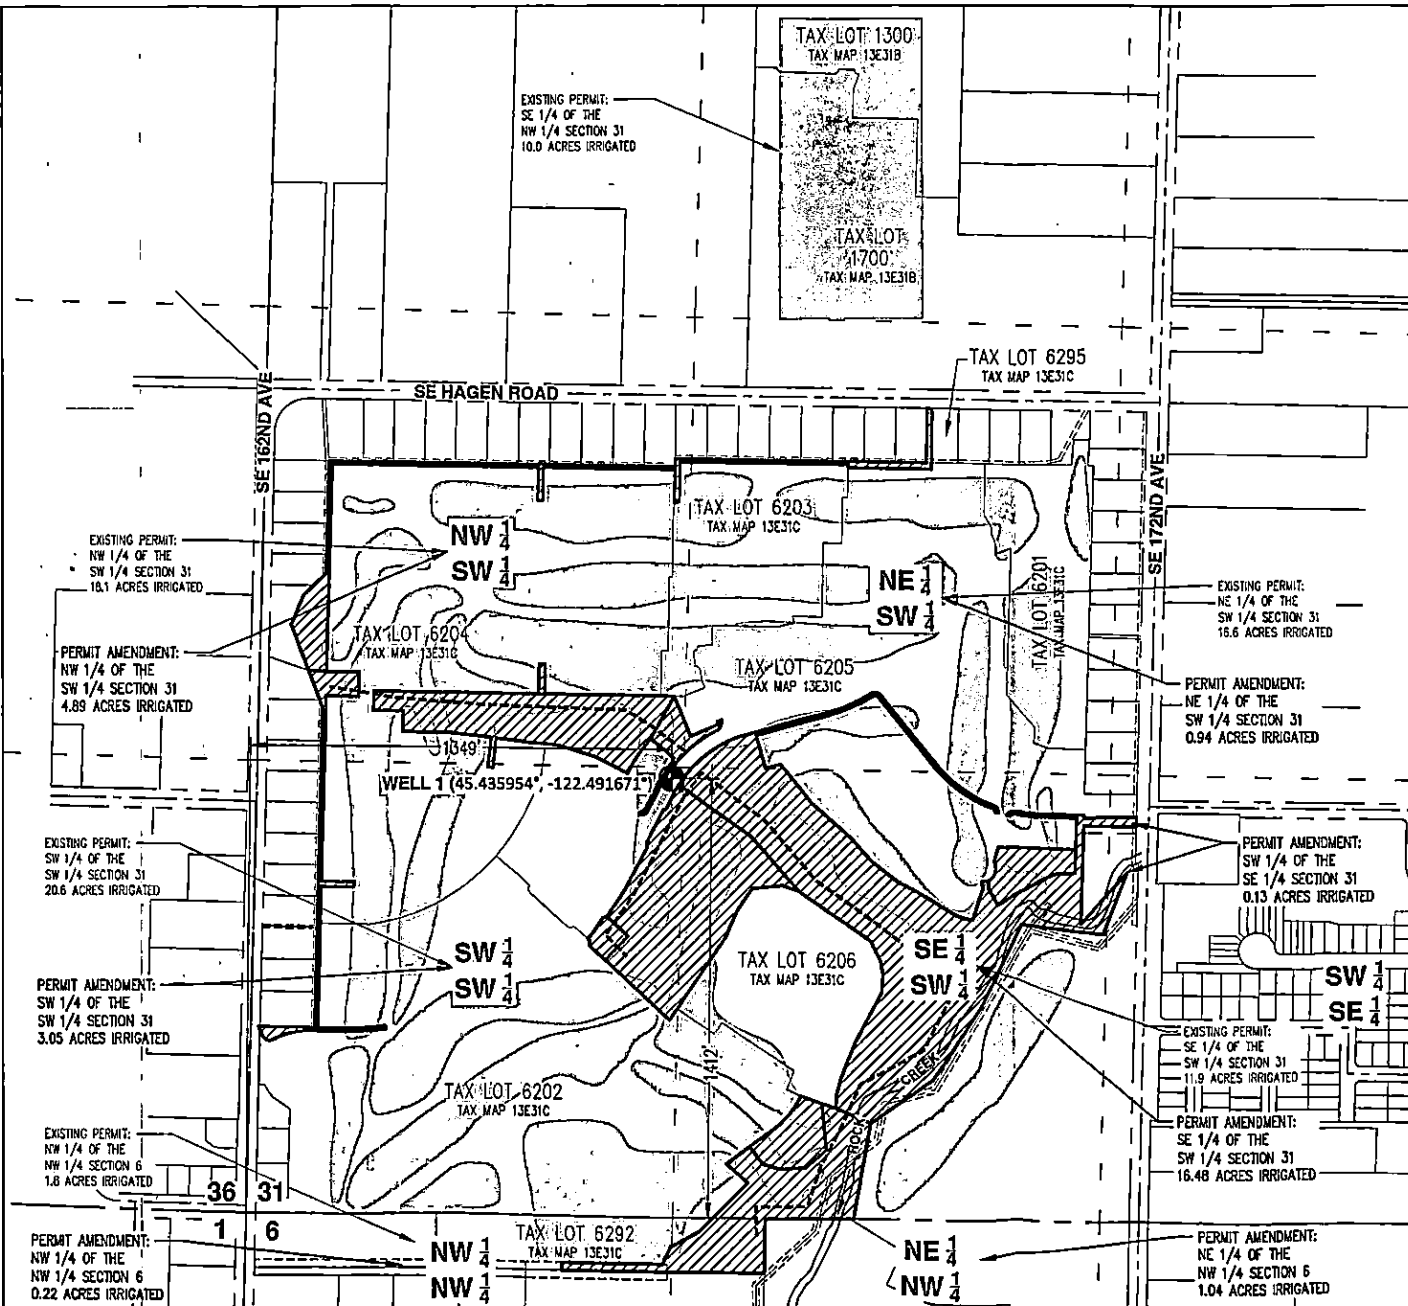 TAX LOT 1300
TAX MAP 13E31B
EXISTING PERMIT:
SE 1/4 OF THE
NW 1/4 SECTION 31
10.0 ACRES IRRIGATED
TAX LOT
1700
TAX MAP 13E31B
TAX LOT 6295
TAX MAP 13E31C
SE HAGEN ROAD
SE 162ND AVE
SE 172ND AVE
TAX LOT 6203
TAX MAP 13E31C
NW 1/4
SW 1/4
EXISTING PERMIT:
NW 1/4 OF THE
SW 1/4 SECTION 31
18.1 ACRES IRRIGATED
NE 1/4
SW 1/4
TAX LOT 6201
TAX MAP 13E31C
EXISTING PERMIT:
NE 1/4 OF THE
SW 1/4 SECTION 31
16.6 ACRES IRRIGATED
TAX LOT 6204
TAX MAP 13E31C
PERMIT AMENDMENT:
NW 1/4 OF THE
SW 1/4 SECTION 31
4.89 ACRES IRRIGATED
TAX LOT 6205
TAX MAP 13E31C
PERMIT AMENDMENT:
NE 1/4 OF THE
SW 1/4 SECTION 31
0.94 ACRES IRRIGATED
1349'
WELL 1 (45.435954°, -122.491671°)
EXISTING PERMIT:
SW 1/4 OF THE
SW 1/4 SECTION 31
20.6 ACRES IRRIGATED
PERMIT AMENDMENT:
SW 1/4 OF THE
SE 1/4 SECTION 31
0.13 ACRES IRRIGATED
SW 1/4
SW 1/4
TAX LOT 6206
TAX MAP 13E31C
SE 1/4
SW 1/4
SW 1/4
SE 1/4
PERMIT AMENDMENT:
SW 1/4 OF THE
SW 1/4 SECTION 31
3.05 ACRES IRRIGATED
EXISTING PERMIT:
SE 1/4 OF THE
SW 1/4 SECTION 31
11.9 ACRES IRRIGATED
1412'
ROCK CREEK
TAX LOT 6202
TAX MAP 13E31C
PERMIT AMENDMENT:
SE 1/4 OF THE
SW 1/4 SECTION 31
16.48 ACRES IRRIGATED
EXISTING PERMIT:
NW 1/4 OF THE
NW 1/4 SECTION 6
1.8 ACRES IRRIGATED
36 31
1 6
TAX LOT 6292
TAX MAP 13E31C
PERMIT AMENDMENT:
NW 1/4 OF THE
NW 1/4 SECTION 6
0.22 ACRES IRRIGATED
NW 1/4
NW 1/4
NE 1/4
NW 1/4
PERMIT AMENDMENT:
NE 1/4 OF THE
NW 1/4 SECTION 6
1.04 ACRES IRRIGATED